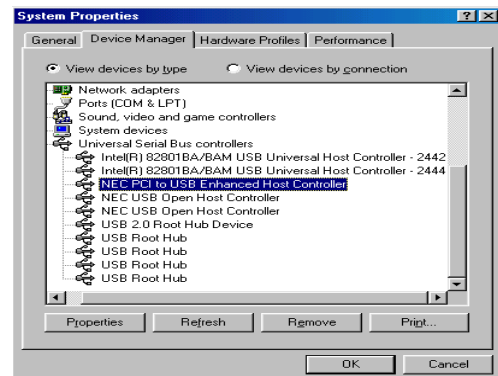 System Properties
General Device Manager Hardware Profiles Performance
View devices by type View devices by connection
Network adapters
Ports (COM & LPT)
Sound, video and game controllers
System devices
Universal Serial Bus controllers
Intel(R) 82801BA/BAM USB Universal Host Controller - 2442
Intel(R) 82801BA/BAM USB Universal Host Controller - 2444
NEC PCI to USB Enhanced Host Controller
NEC USB Open Host Controller
NEC USB Open Host Controller
USB 2.0 Root Hub Device
USB Root Hub
USB Root Hub
USB Root Hub
USB Root Hub
Properties Refresh Remove Print...
OK Cancel